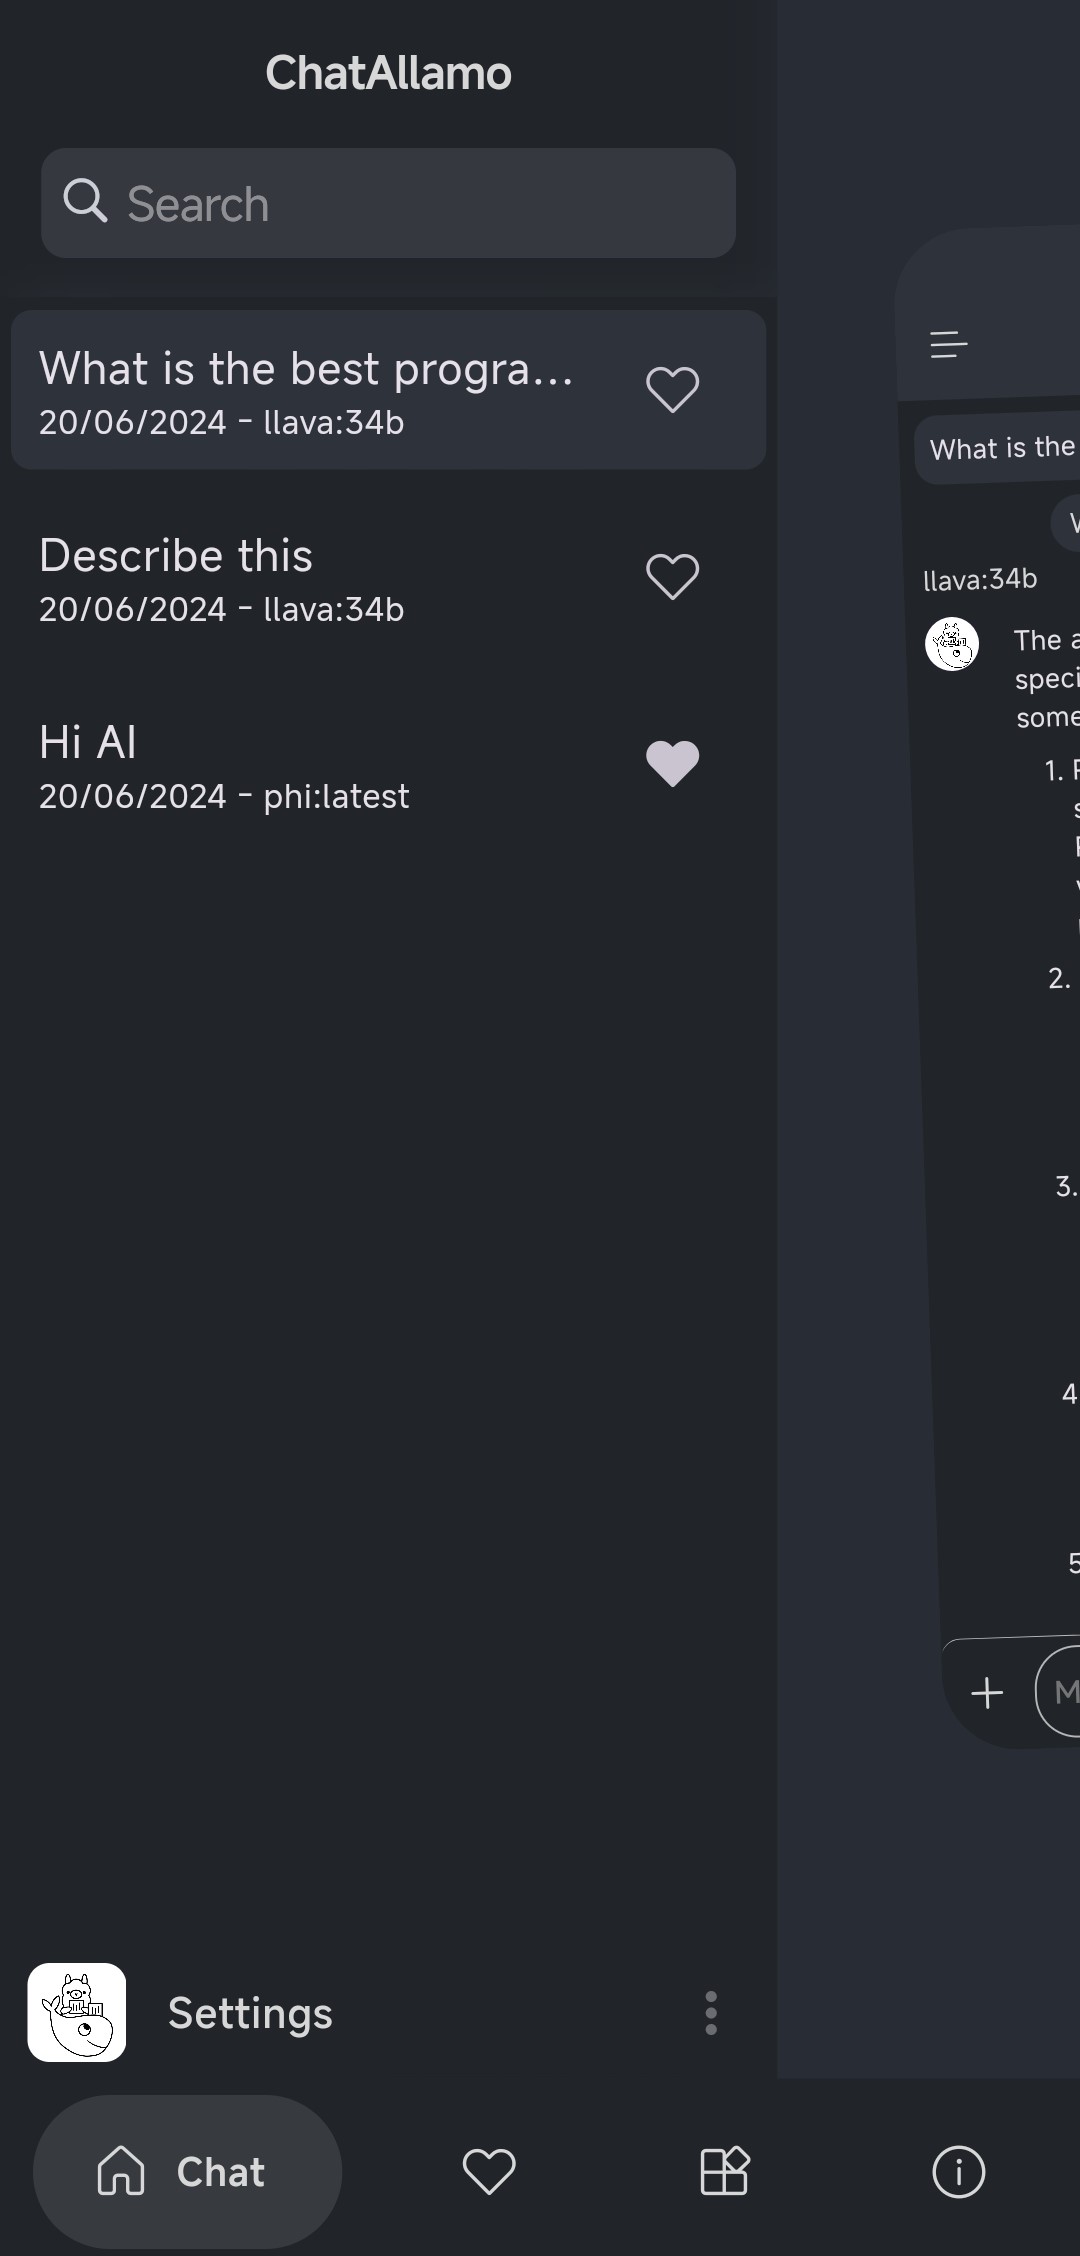 ChatAllamo
Search
What is the best progra...
20/06/2024 - llava:34b
Describe this
20/06/2024 - llava:34b
Hi AI
20/06/2024 - phi:latest
Settings
Chat
What is the
llava:34b
The a
speci
some
1.
2.
3.
4
5
M